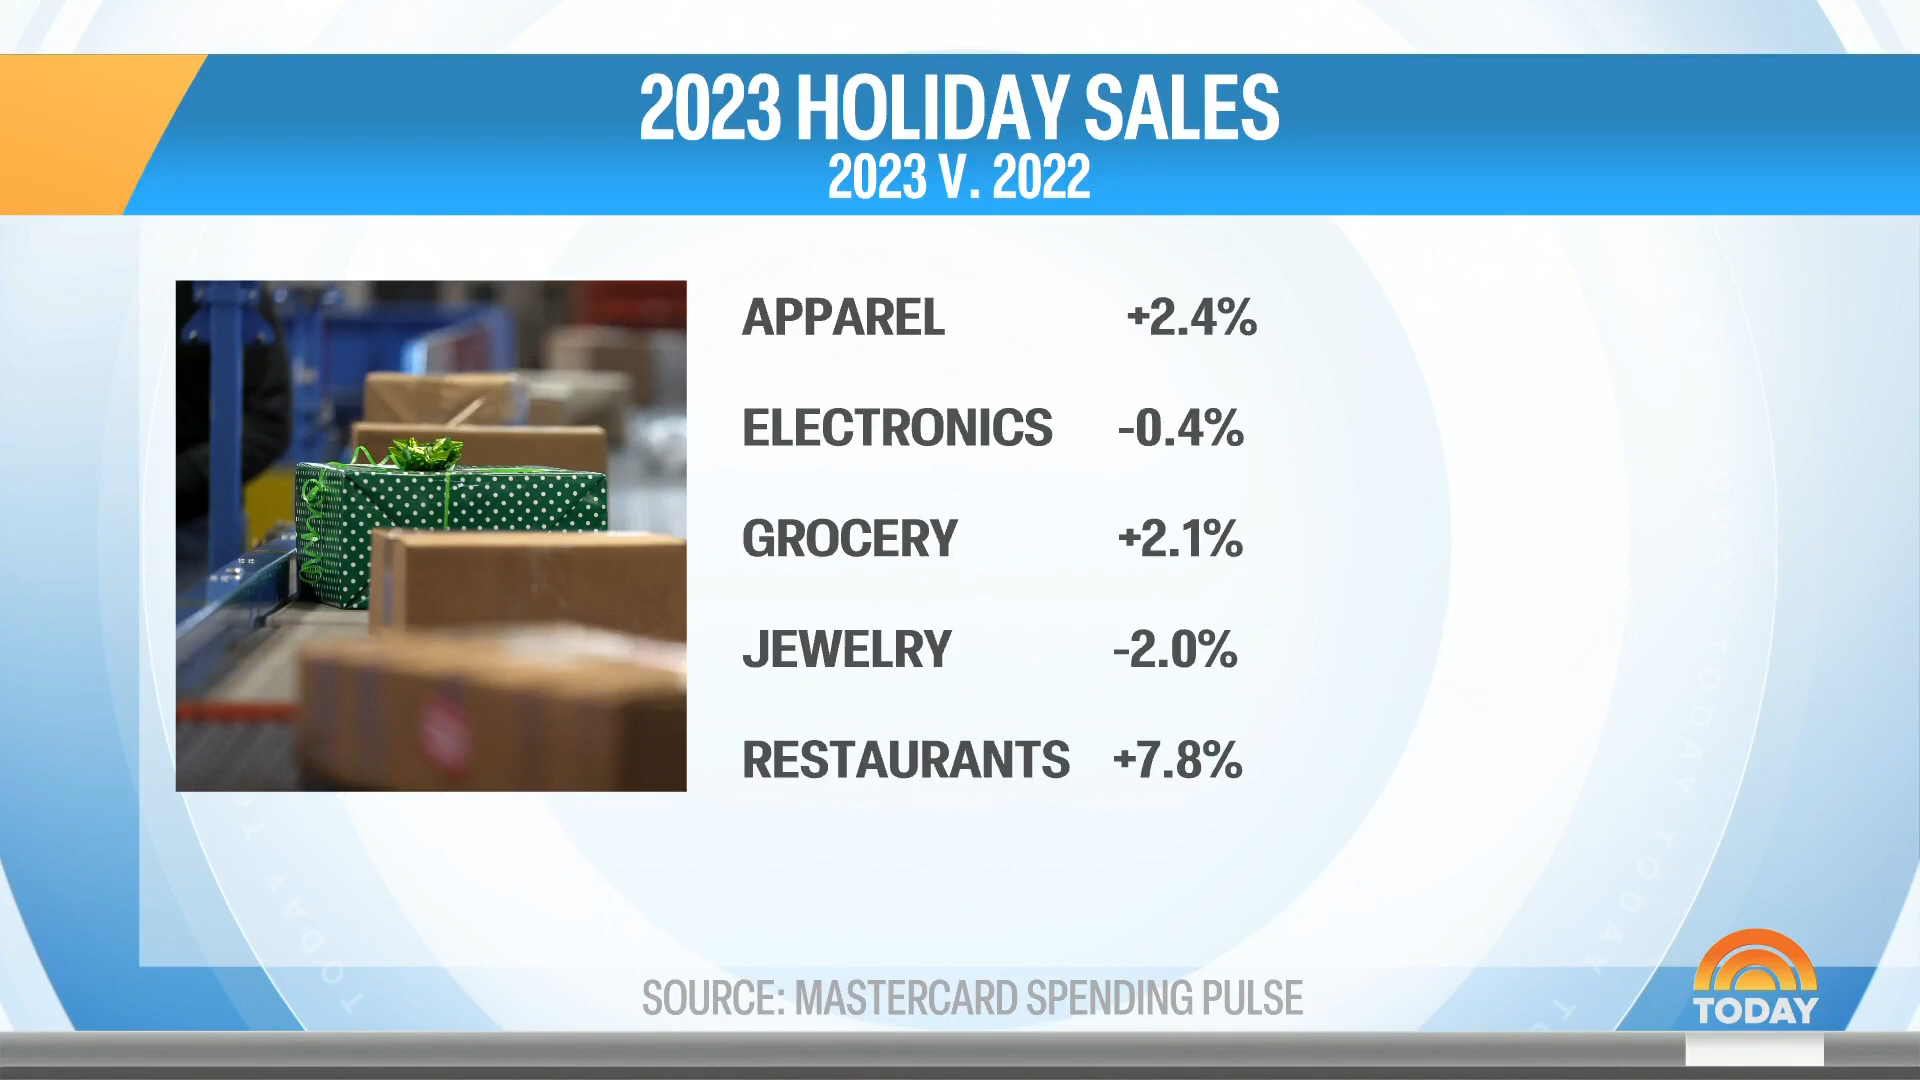 2023 HOLIDAY SALES
2023 V. 2022
APPAREL +2.4%
ELECTRONICS -0.4%
GROCERY +2.1%
JEWELRY -2.0%
RESTAURANTS +7.8%
SOURCE: MASTERCARD SPENDING PULSE
TODAY